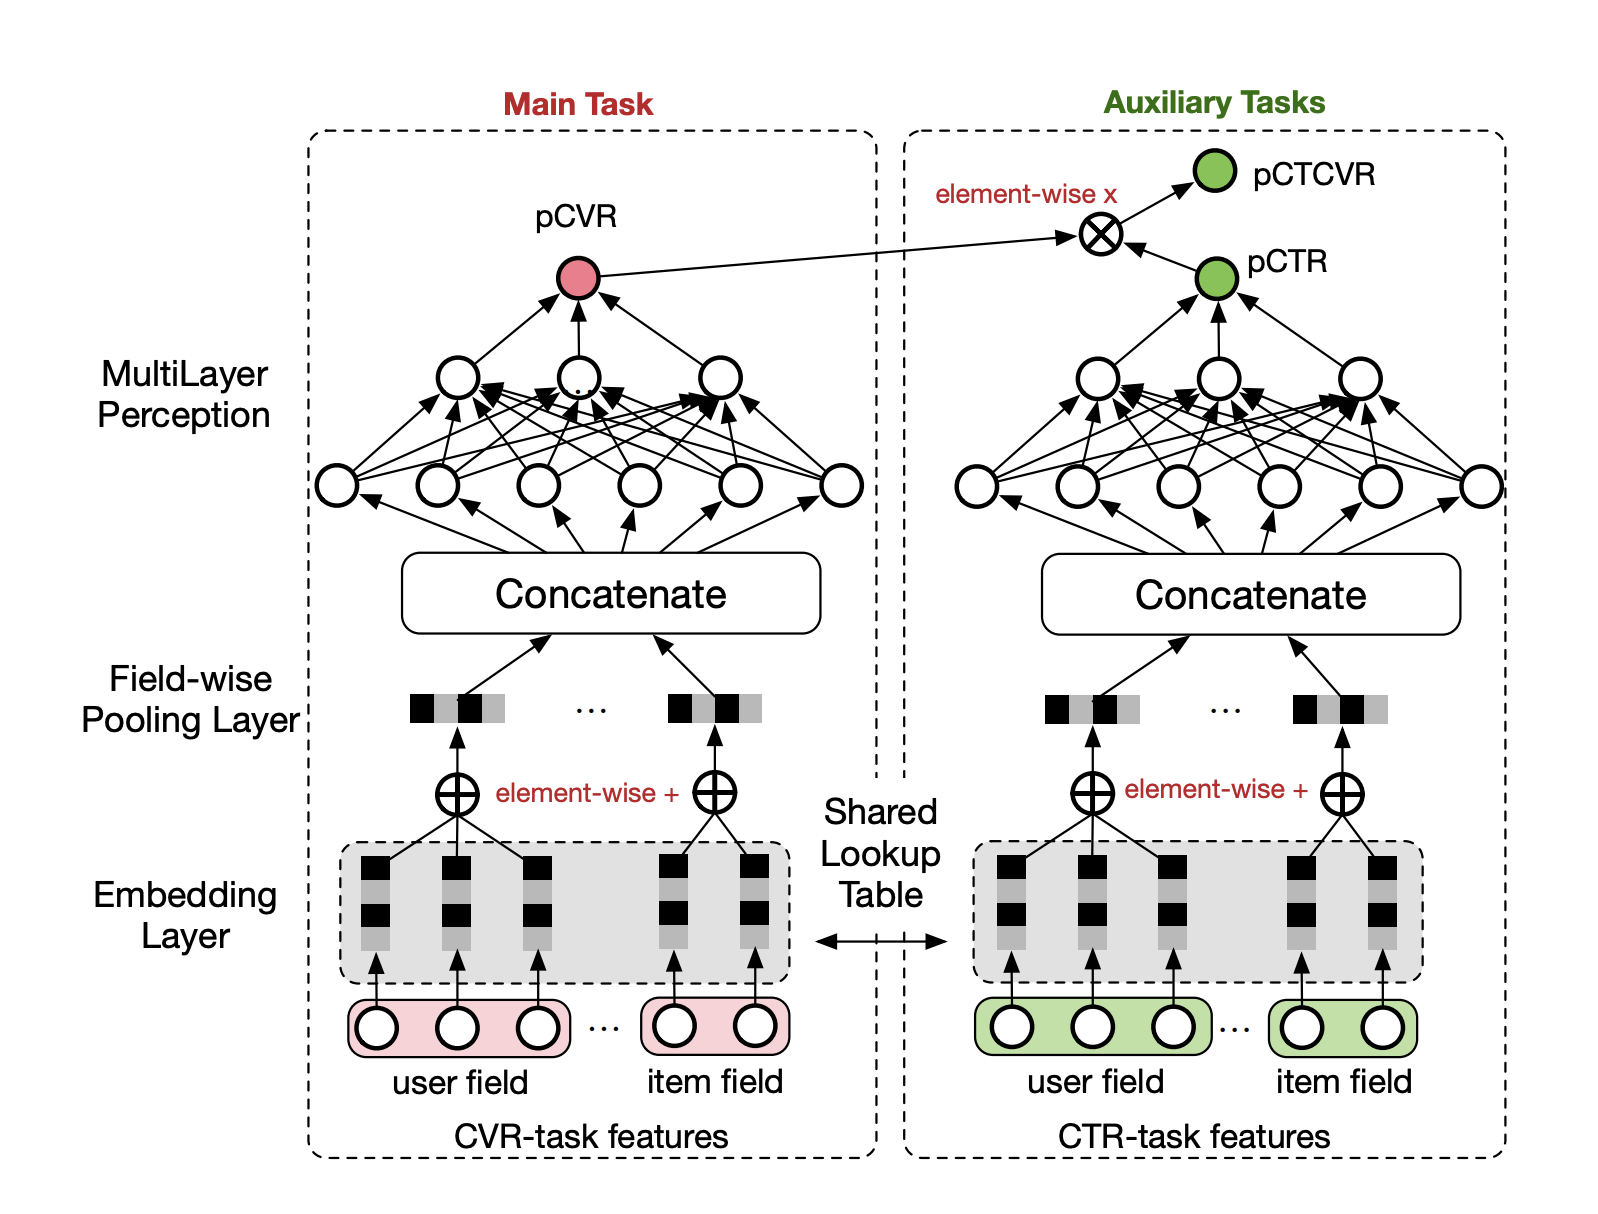 Main Task
Auxiliary Tasks
pCTCVR
element-wise x
pCVR
pCTR
MultiLayer
Perception
...
Concatenate
Concatenate
Field-wise
Pooling Layer
...
...
element-wise +
element-wise +
Shared
Lookup
Table
Embedding
Layer
...
...
user field
item field
user field
item field
CVR-task features
CTR-task features